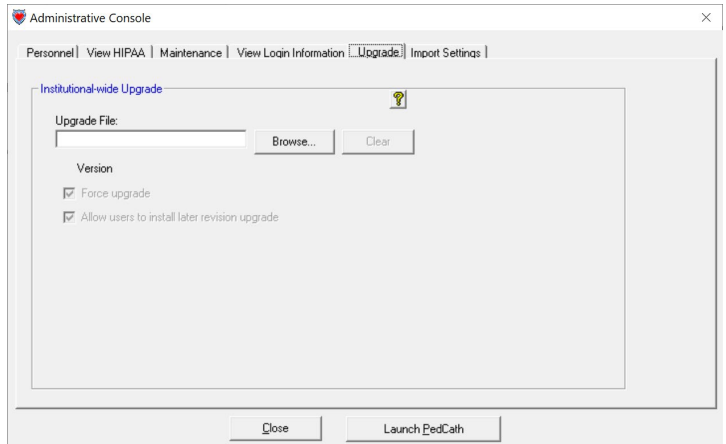 Administrative Console
Personnel View HIPAA Maintenance View Login Information Upgrade Import Settings
Institutional-wide Upgrade
?
Upgrade File:
Browse... Clear
Version
Force upgrade
Allow users to install later revision upgrade
Close Launch PedCath